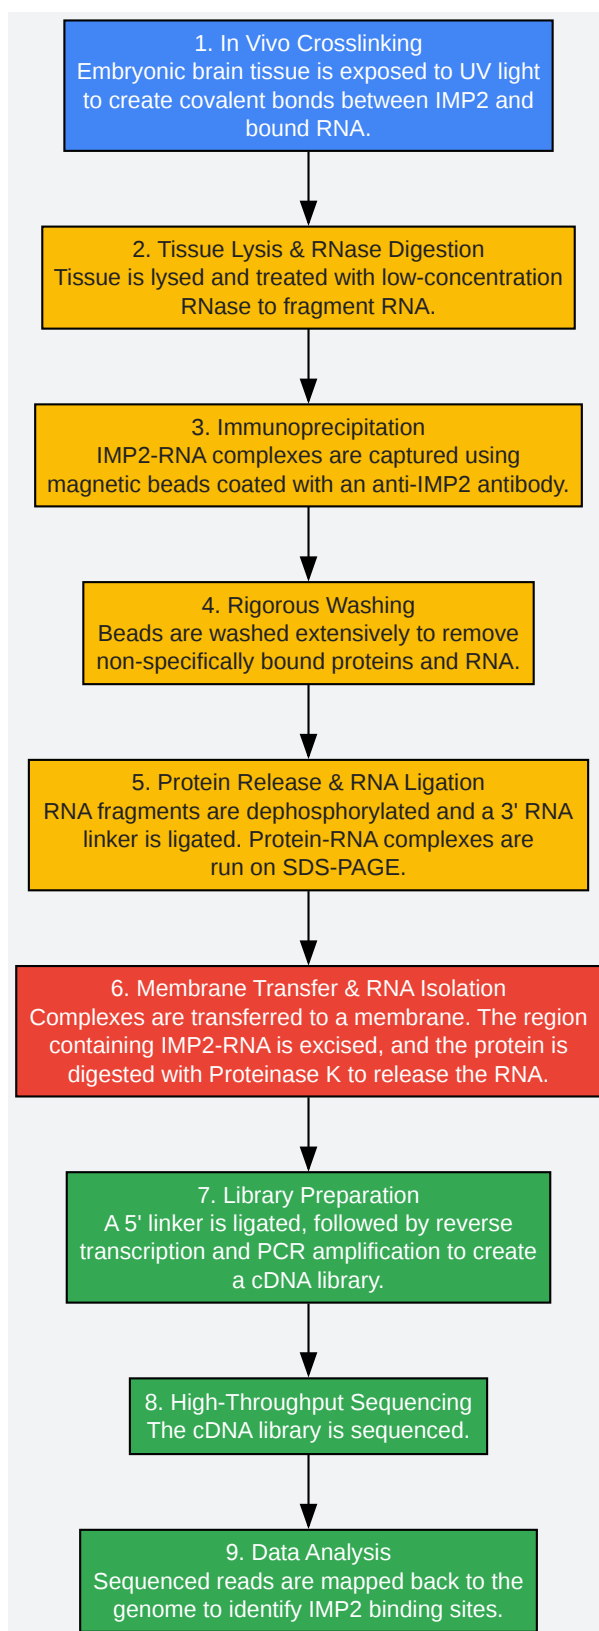 1. In Vivo Crosslinking
Embryonic brain tissue is exposed to UV light
to create covalent bonds between IMP2 and
bound RNA.
2. Tissue Lysis & RNase Digestion
Tissue is lysed and treated with low-concentration
RNase to fragment RNA.
3. Immunoprecipitation
IMP2-RNA complexes are captured using
magnetic beads coated with an anti-IMP2 antibody.
4. Rigorous Washing
Beads are washed extensively to remove
non-specifically bound proteins and RNA.
5. Protein Release & RNA Ligation
RNA fragments are dephosphorylated and a 3' RNA
linker is ligated. Protein-RNA complexes are
run on SDS-PAGE.
6. Membrane Transfer & RNA Isolation
Complexes are transferred to a membrane. The region
containing IMP2-RNA is excised, and the protein is
digested with Proteinase K to release the RNA.
7. Library Preparation
A 5' linker is ligated, followed by reverse
transcription and PCR amplification to create
a cDNA library.
8. High-Throughput Sequencing
The cDNA library is sequenced.
9. Data Analysis
Sequenced reads are mapped back to the
genome to identify IMP2 binding sites.